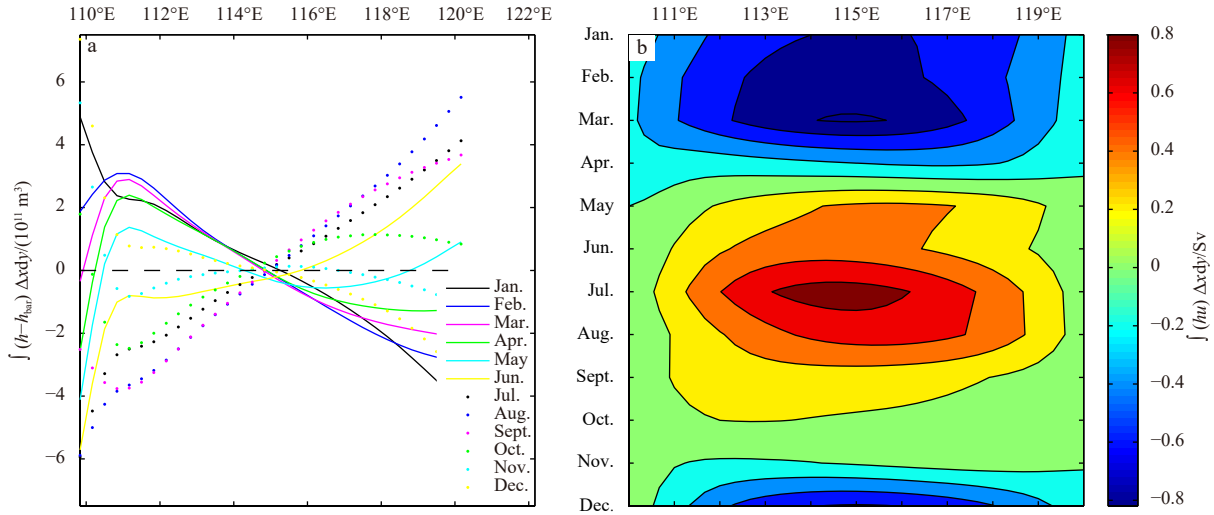 110°E 112°E 114°E 116°E 118°E 120°E 122°E
a
6
4
2
0
−2
−4
−6
∫ (h−h_bar) Δxdy/(10¹¹ m³)
Jan.
Feb.
Mar.
Apr.
May
Jun.
Jul.
Aug.
Sept.
Oct.
Nov.
Dec.
111°E 113°E 115°E 117°E 119°E
b
Jan.
Feb.
Mar.
Apr.
May
Jun.
Jul.
Aug.
Sept.
Oct.
Nov.
Dec.
0.8
0.6
0.4
0.2
0
−0.2
−0.4
−0.6
−0.8
∫(hu) Δxdy/Sv